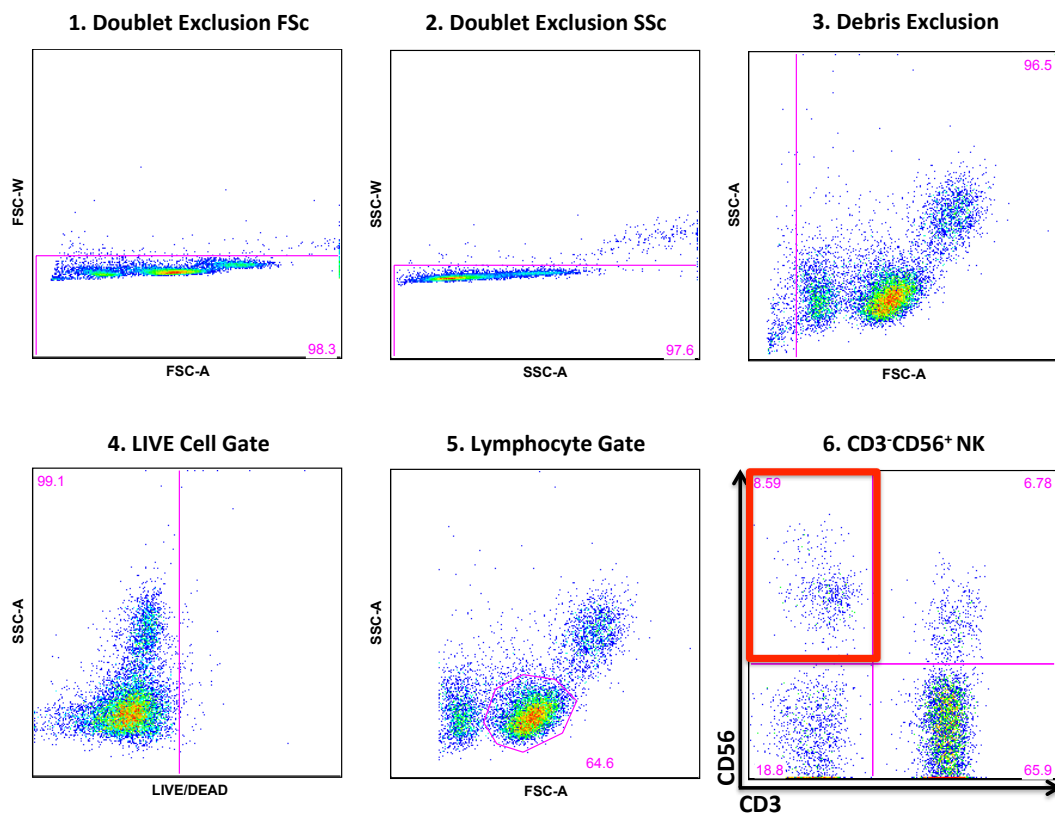 1. Doublet Exclusion FSc
2. Doublet Exclusion SSc
3. Debris Exclusion
FSC-W
98.3
FSC-A
SSC-W
97.6
SSC-A
SSC-A
96.5
FSC-A
4. LIVE Cell Gate
5. Lymphocyte Gate
6. CD3-CD56+ NK
SSC-A
99.1
LIVE/DEAD
SSC-A
64.6
FSC-A
CD56
8.59
6.78
18.8
65.9
CD3